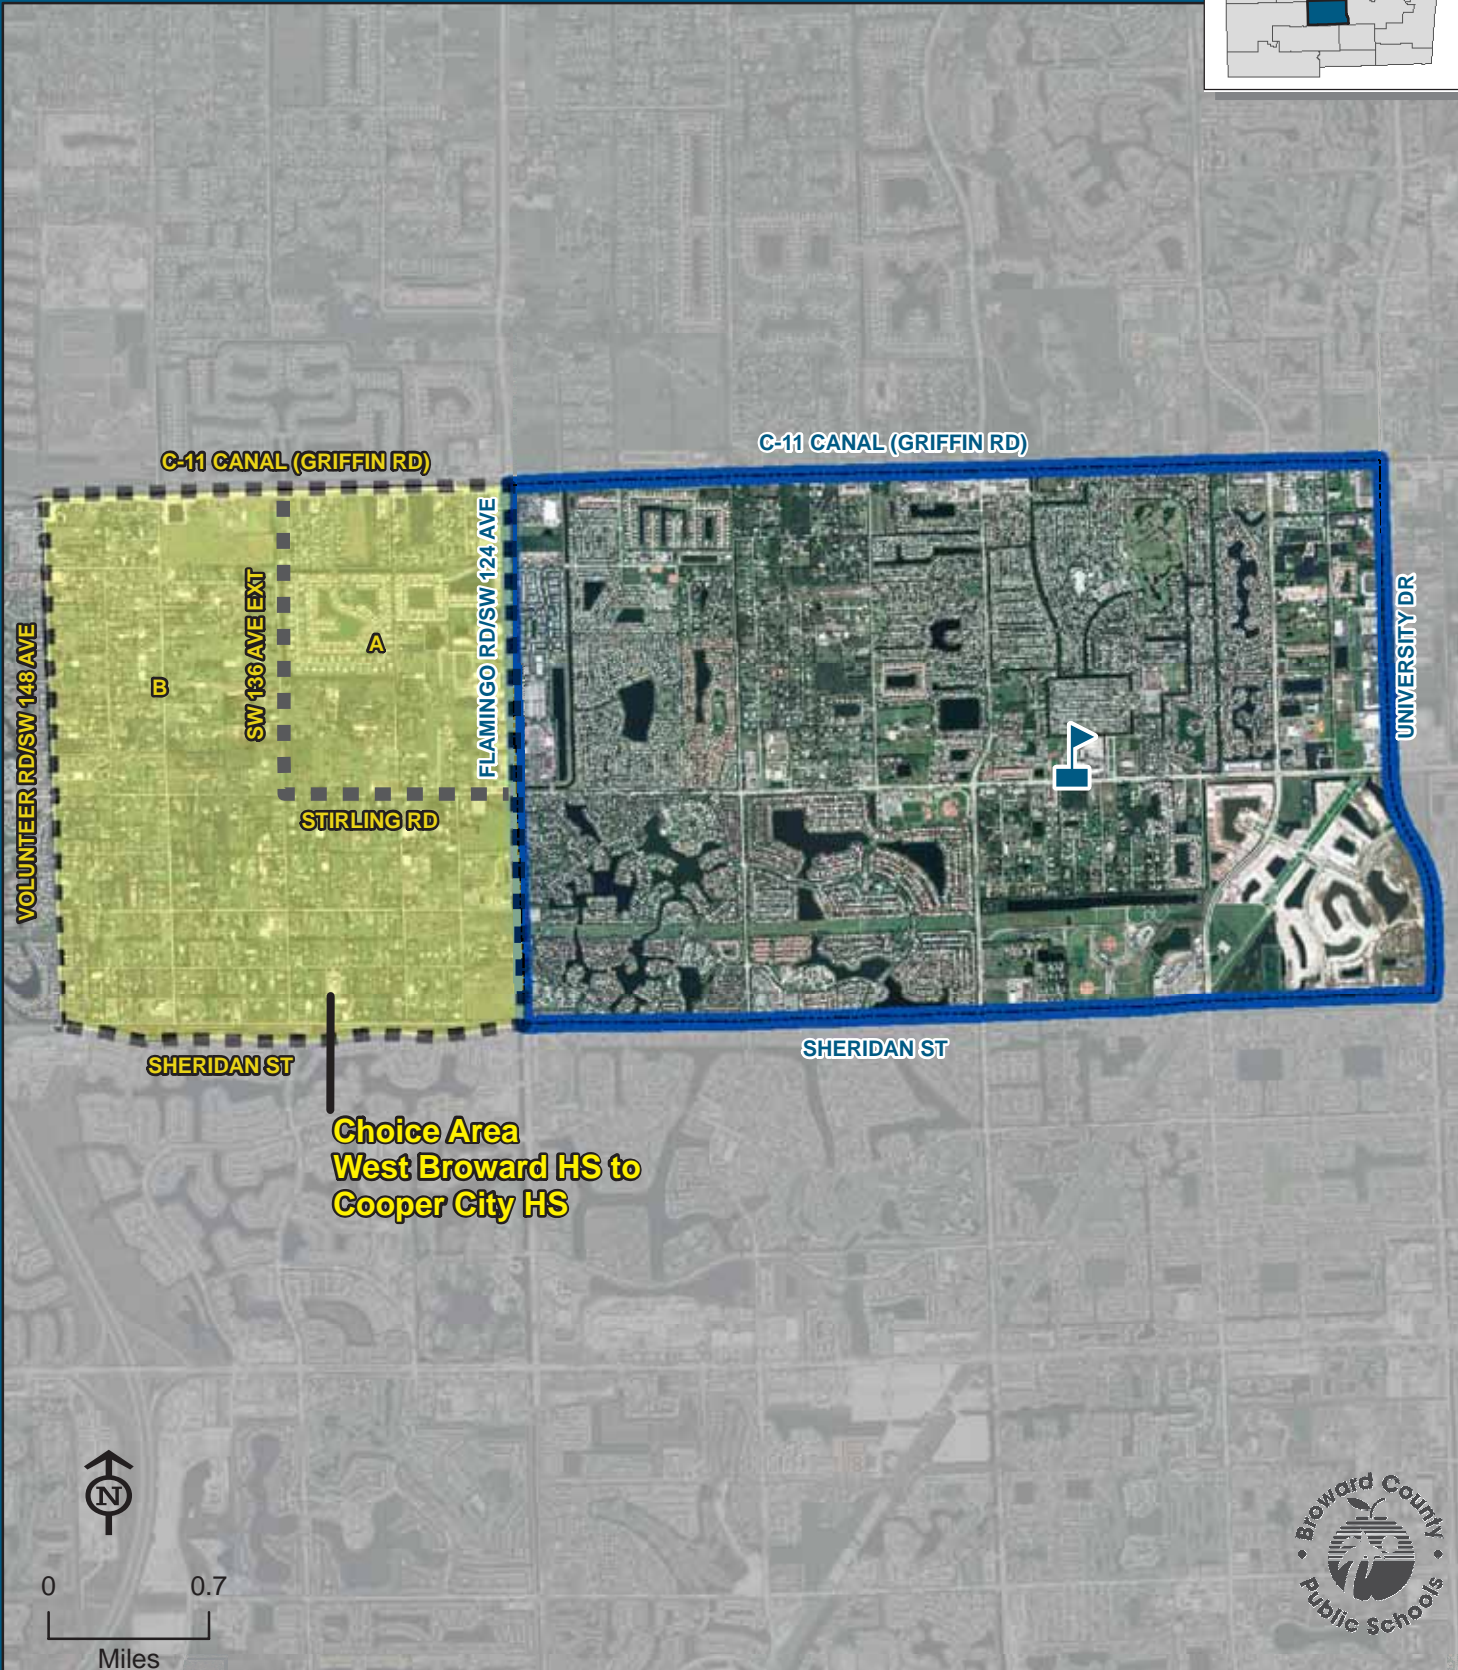 C-11 CANAL (GRIFFIN RD)
C-11 CANAL (GRIFFIN RD)
FLAMINGO RD/SW 124 AVE
SW 136 AVE EXT
UNIVERSITY DR
VOLUNTEER RD/SW 148 AVE
A
B
STIRLING RD
SHERIDAN ST
SHERIDAN ST
Choice Area
West Broward HS to
Cooper City HS
N
0 0.7
Miles
Broward County
Public Schools